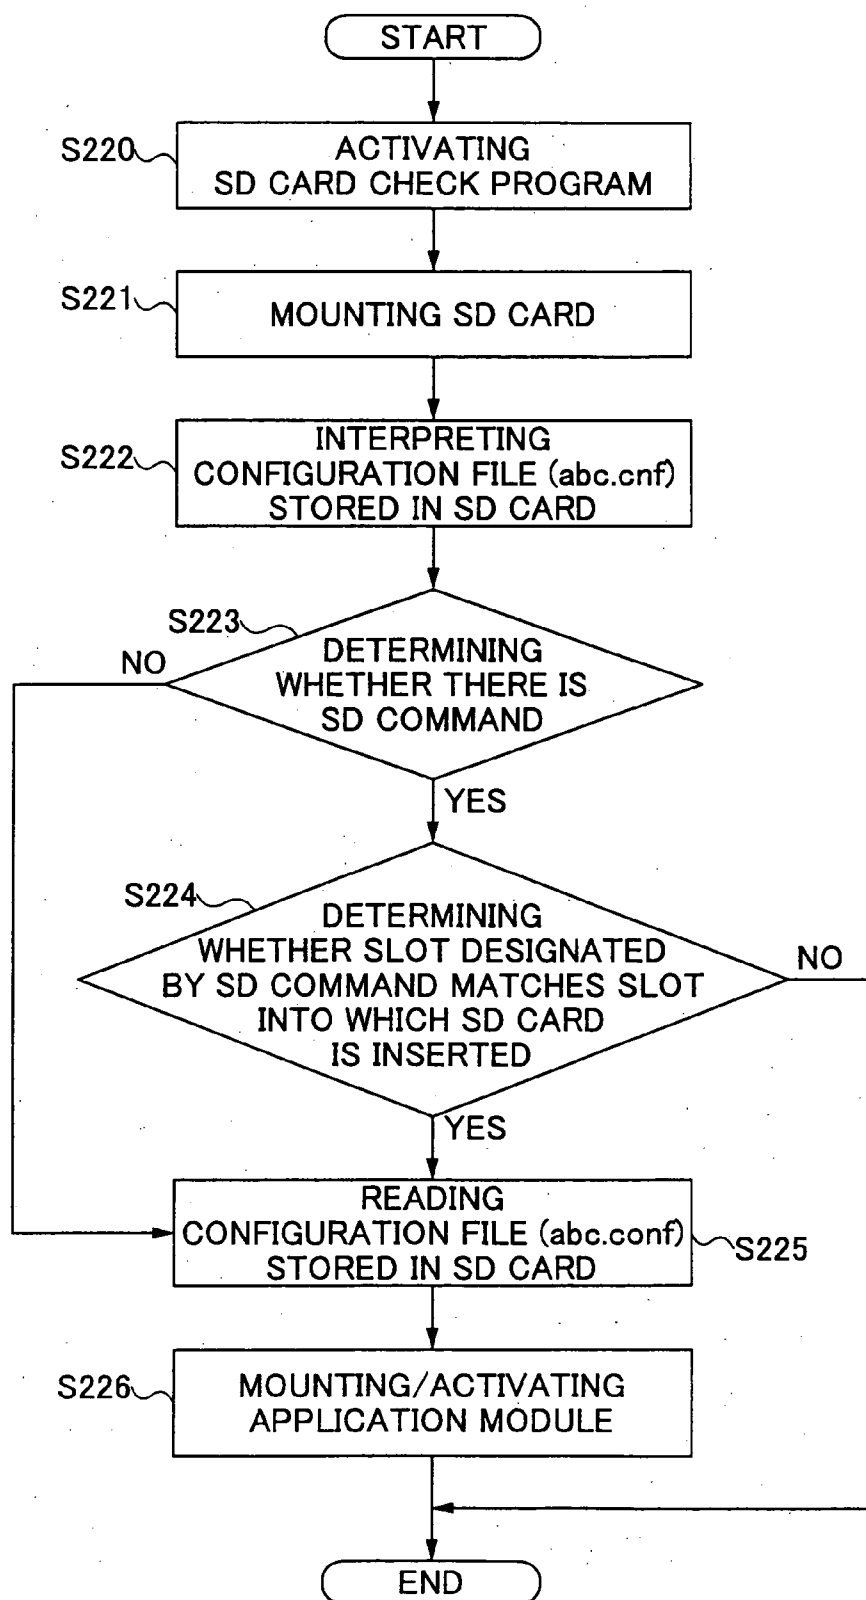 START
S220
ACTIVATING
SD CARD CHECK PROGRAM
S221
MOUNTING SD CARD
S222
INTERPRETING
CONFIGURATION FILE (abc.cnf)
STORED IN SD CARD
S223
NO
DETERMINING
WHETHER THERE IS
SD COMMAND
YES
S224
DETERMINING
WHETHER SLOT DESIGNATED
BY SD COMMAND MATCHES SLOT
INTO WHICH SD CARD
IS INSERTED
NO
YES
READING
CONFIGURATION FILE (abc.conf)
STORED IN SD CARD
S225
S226
MOUNTING/ACTIVATING
APPLICATION MODULE
END